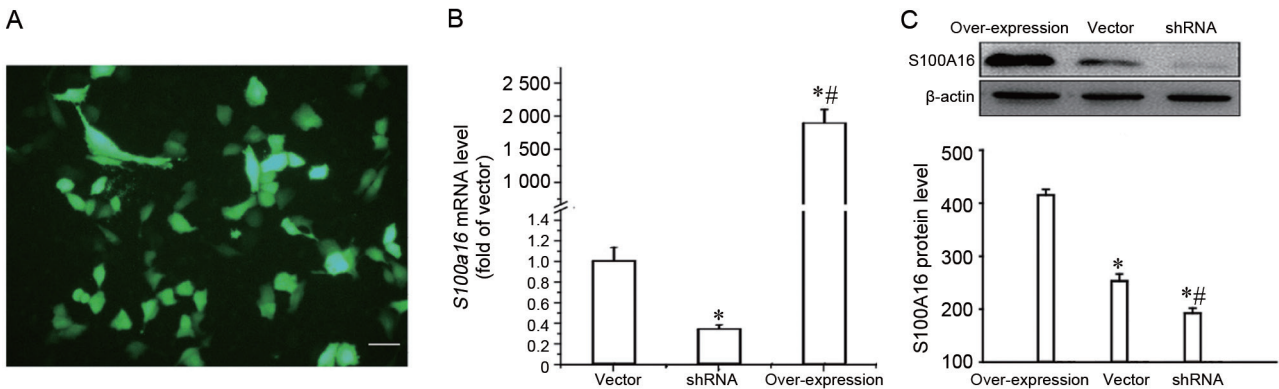 A
B
S100a16 mRNA level
(fold of vector)
2 500
2 000
1 500
1 000
1.4
1.2
1.0
0.8
0.6
0.4
0.2
0
*
*#
Vector shRNA Over-expression
C
Over-expression Vector shRNA
S100A16
β-actin
S100A16 protein level
500
400
300
200
100
*
*#
Over-expression Vector shRNA